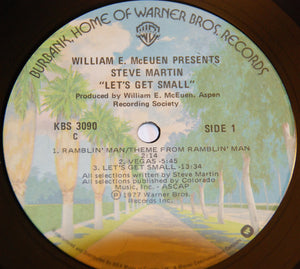 BURBANK, HOME OF WARNER BROS. RECORDS
WILLIAM E. McEUEN PRESENTS
STEVE MARTIN
"LET'S GET SMALL"
Produced by William E. McEuen, Aspen
Recording Society
KBS 3090
C
SIDE 1
1. RAMBLIN' MAN/THEME FROM RAMBLIN' MAN
2:14
2. VEGAS-5:45
3. LET'S GET SMALL-13:34
All selections written by Steve Martin
All selections published by Colorado
Music, Inc. - ASCAP
℗1977 Warner Bros.
Records Inc.